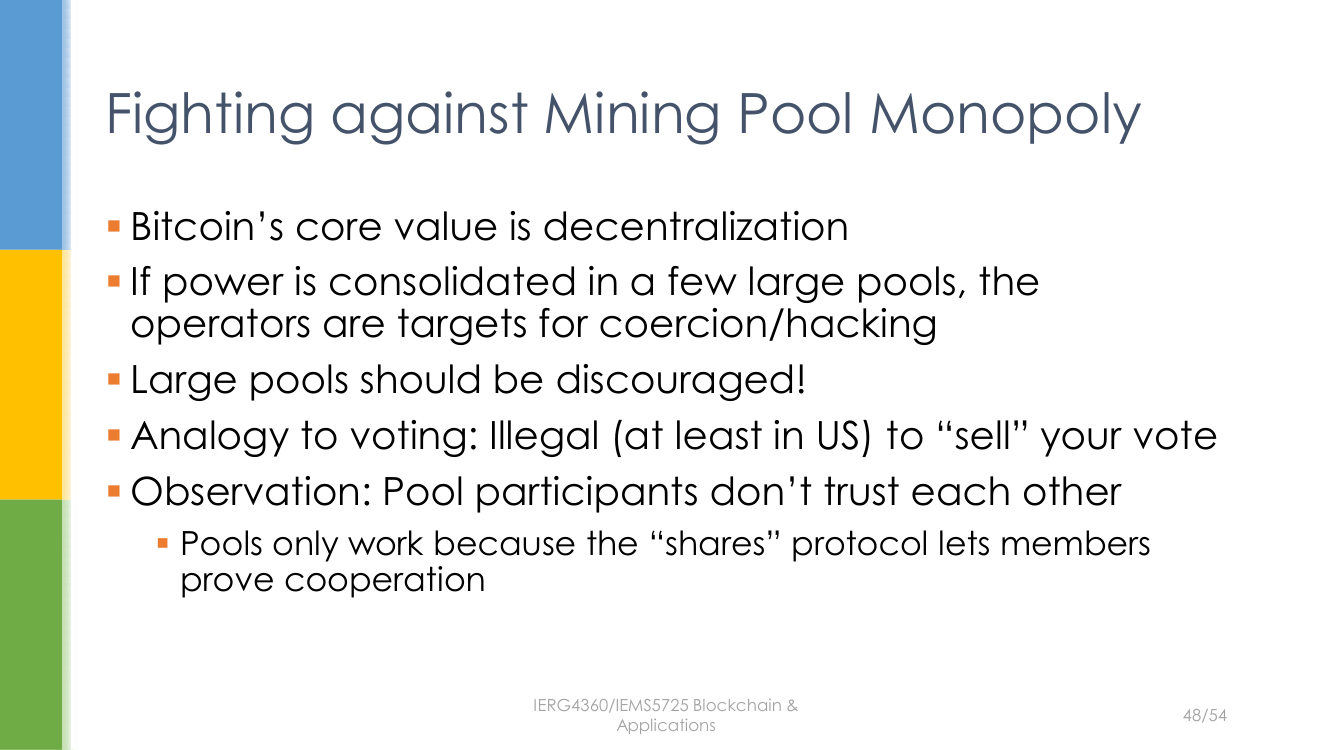 Fighting against Mining Pool Monopoly
Bitcoin’s core value is decentralization
If power is consolidated in a few large pools, the
operators are targets for coercion/hacking
Large pools should be discouraged!
Analogy to voting: Illegal (at least in US) to “sell” your vote
Observation: Pool participants don’t trust each other
Pools only work because the “shares” protocol lets members
prove cooperation
IERG4360/IEMS5725 Blockchain &
Applications
48/54